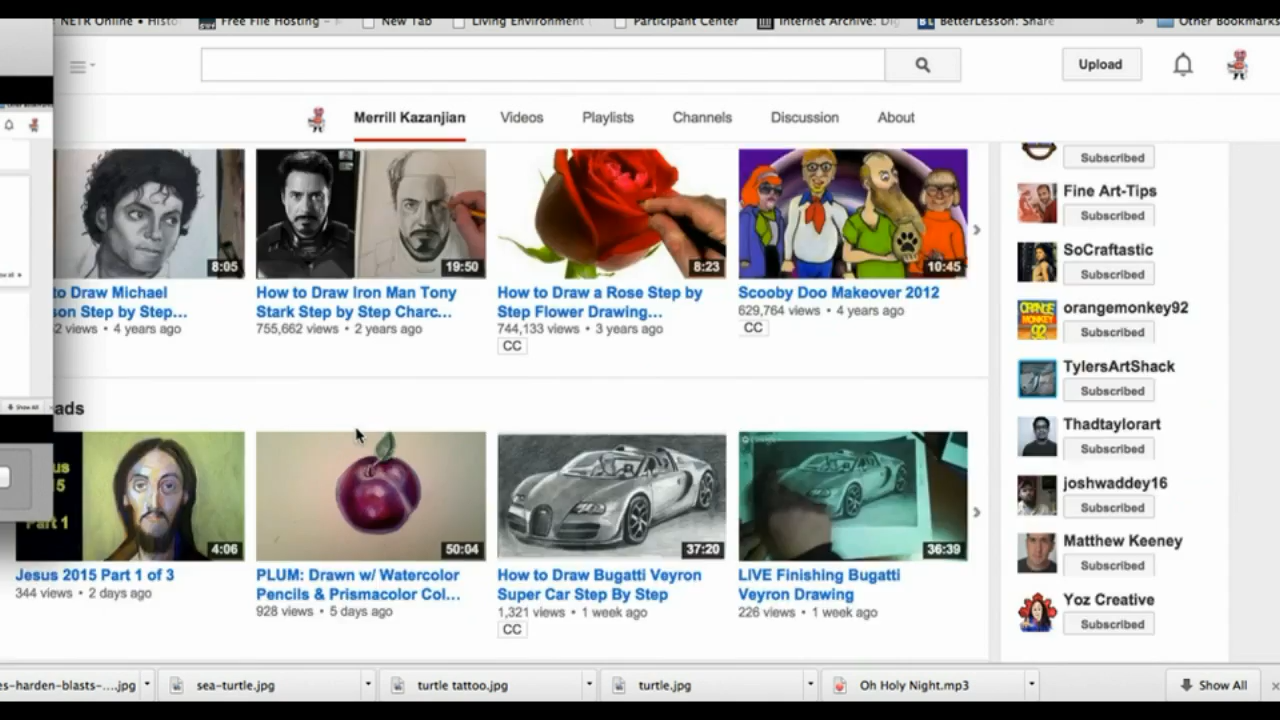 NETR Online • Histo
Free File Hosting -
New Tab
Living Environment
Participant Center
Internet Archive: Dig
BetterLesson: Share
»
Other Bookmarks
Upload
Merrill Kazanjian
Videos
Playlists
Channels
Discussion
About
8:05
to Draw Michael
son Step by Step...
2 views • 4 years ago
19:50
How to Draw Iron Man Tony
Stark Step by Step Charc...
755,662 views • 2 years ago
8:23
How to Draw a Rose Step by
Step Flower Drawing...
744,133 views • 3 years ago
CC
10:45
Scooby Doo Makeover 2012
629,764 views • 4 years ago
CC
ads
us
15
Part 1
4:06
Jesus 2015 Part 1 of 3
344 views • 2 days ago
50:04
PLUM: Drawn w/ Watercolor
Pencils & Prismacolor Col...
928 views • 5 days ago
37:20
How to Draw Bugatti Veyron
Super Car Step By Step
1,321 views • 1 week ago
CC
36:39
LIVE Finishing Bugatti
Veyron Drawing
226 views • 1 week ago
Subscribed
Fine Art-Tips
Subscribed
SoCraftastic
Subscribed
ORANGE
MONKEY
92
orangemonkey92
Subscribed
TylersArtShack
Subscribed
Thadtaylorart
Subscribed
joshwaddey16
Subscribed
Matthew Keeney
Subscribed
Yoz Creative
Subscribed
Show All
es-harden-blasts-....jpg
sea-turtle.jpg
turtle tattoo.jpg
turtle.jpg
Oh Holy Night.mp3
Show All